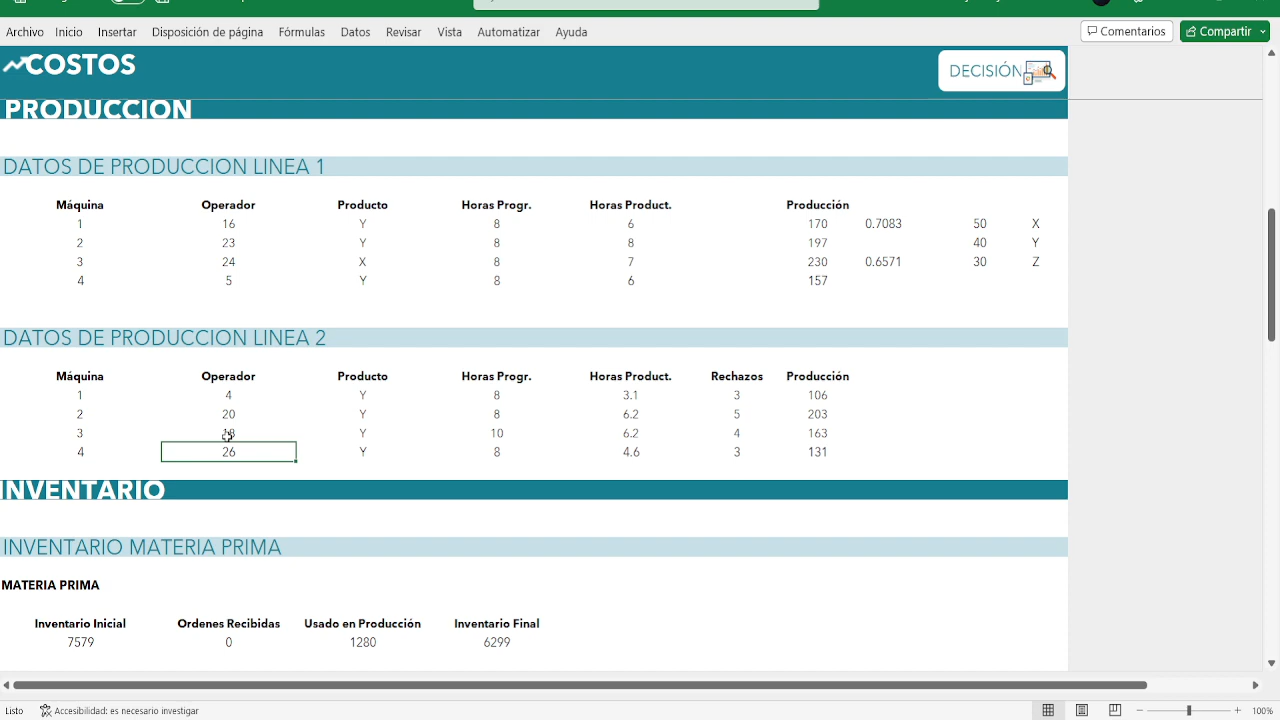 Archivo Inicio Insertar Disposición de página Fórmulas Datos Revisar Vista Automatizar Ayuda Comentarios Compartir
COSTOS
DECISIÓN
PRODUCCION
DATOS DE PRODUCCION LINEA 1
Máquina Operador Producto Horas Progr. Horas Product. Producción
1 16 Y 8 6 170 0.7083 50 X
2 23 Y 8 8 197 40 Y
3 24 X 8 7 230 0.6571 30 Z
4 5 Y 8 6 157
DATOS DE PRODUCCION LINEA 2
Máquina Operador Producto Horas Progr. Horas Product. Rechazos Producción
1 4 Y 8 3.1 3 106
2 20 Y 8 6.2 5 203
3 18 Y 10 6.2 4 163
4 26 Y 8 4.6 3 131
INVENTARIO
INVENTARIO MATERIA PRIMA
MATERIA PRIMA
Inventario Inicial Ordenes Recibidas Usado en Producción Inventario Final
7579 0 1280 6299
Listo Accesibilidad: es necesario investigar 100%